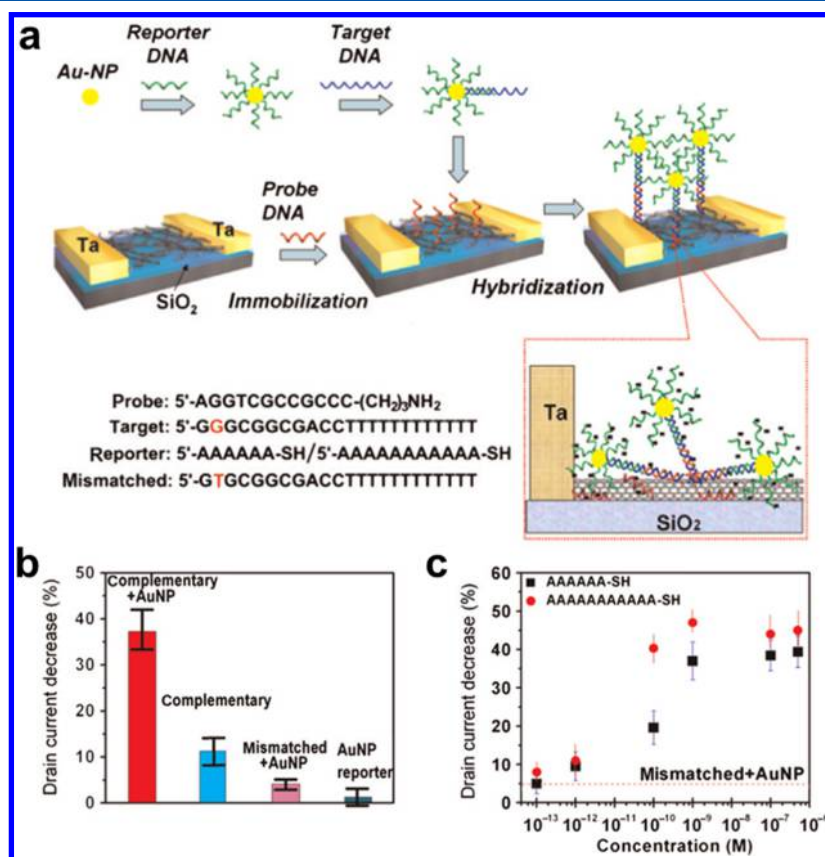 a
Reporter
DNA
Target
DNA
Au-NP
Probe
DNA
Ta
Ta
SiO₂
Immobilization
Hybridization
Probe: 5'-AGGTCGCCGCCC-(CH₂)₃NH₂
Target: 5'-GGGCGGCGACCTTTTTTTTTTTT
Reporter: 5'-AAAAAA-SH/5'-AAAAAAAAAAA-SH
Mismatched: 5'-GTGCGGCGACCTTTTTTTTTTTT
Ta
SiO₂
b
Drain current decrease (%)
50
40
30
20
10
0
Complementary
+AuNP
Complementary
Mismatched
+AuNP
AuNP
reporter
c
Drain current decrease (%)
60
50
40
30
20
10
0
AAAAAA-SH
AAAAAAAAAAA-SH
Mismatched+AuNP
10⁻¹³ 10⁻¹² 10⁻¹¹ 10⁻¹⁰ 10⁻⁹ 10⁻⁸ 10⁻⁷ 10⁻⁶
Concentration (M)